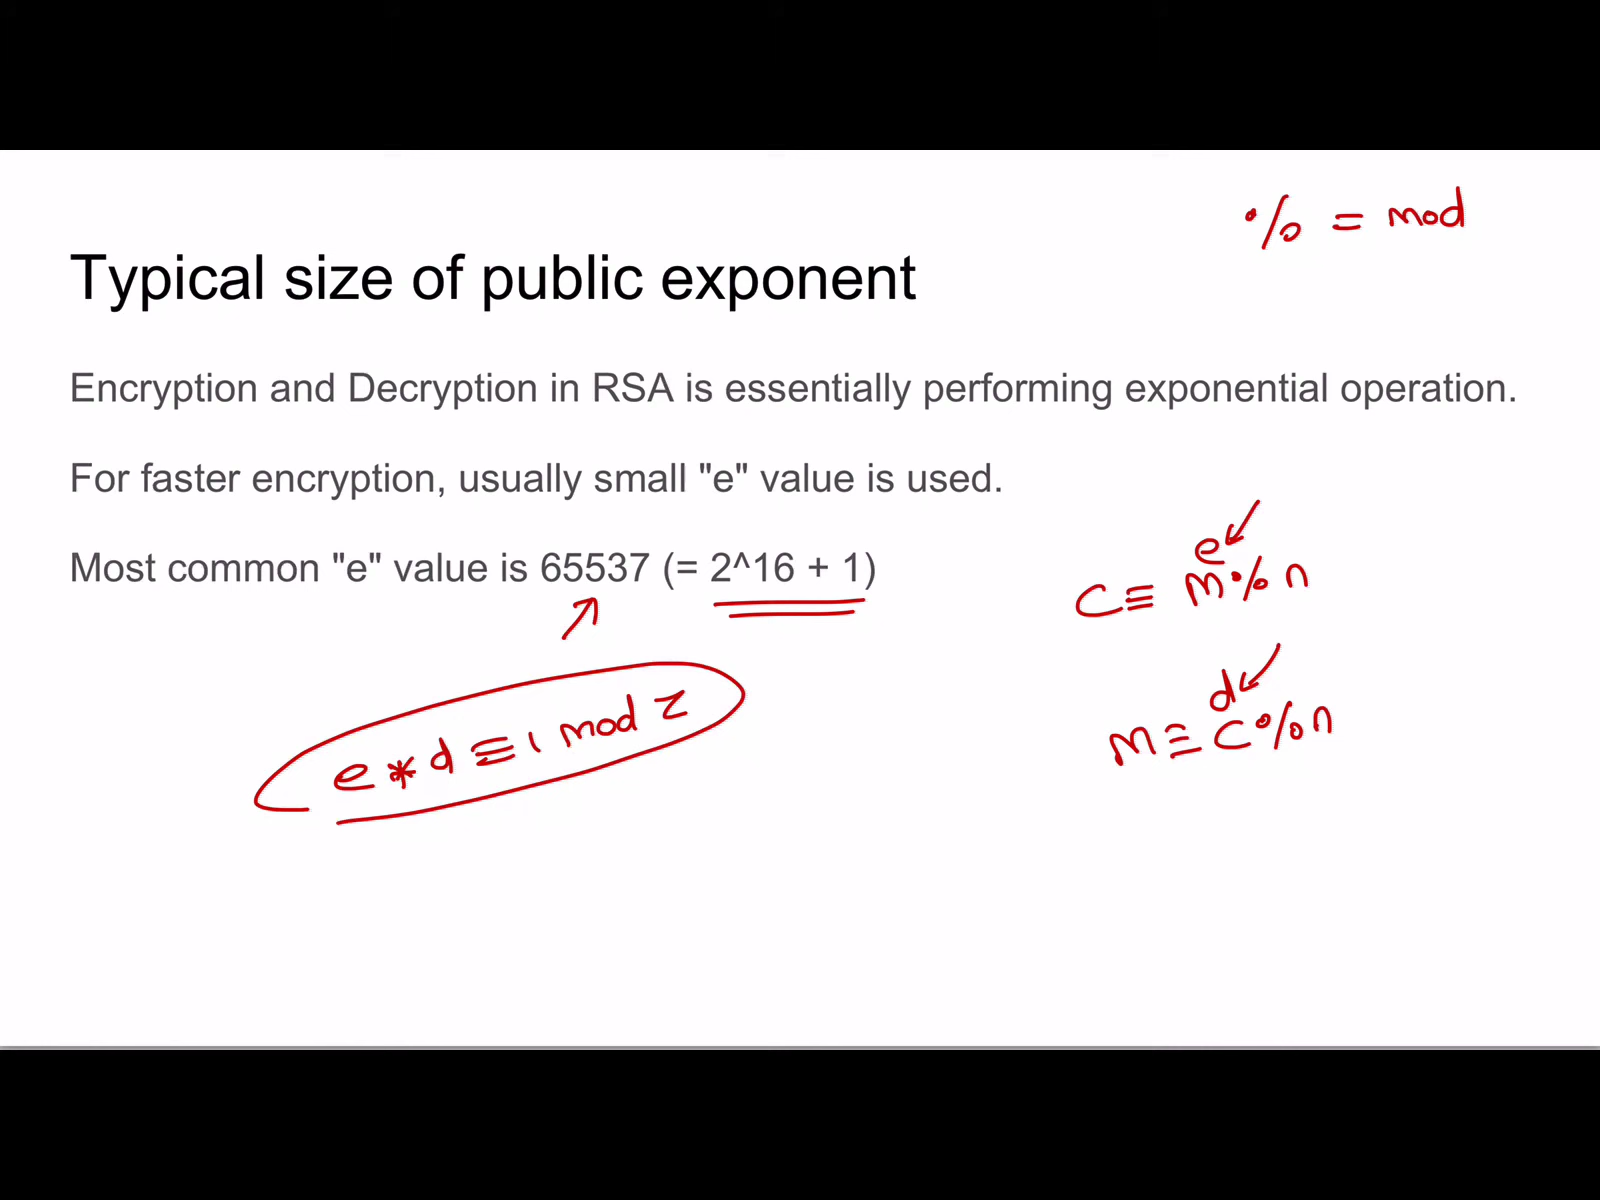 % = mod
Typical size of public exponent
Encryption and Decryption in RSA is essentially performing exponential operation.
For faster encryption, usually small "e" value is used.
Most common "e" value is 65537 (= 2^16 + 1)
C ≡ M^e % n
e * d ≡ 1 mod z
M ≡ C^d % n